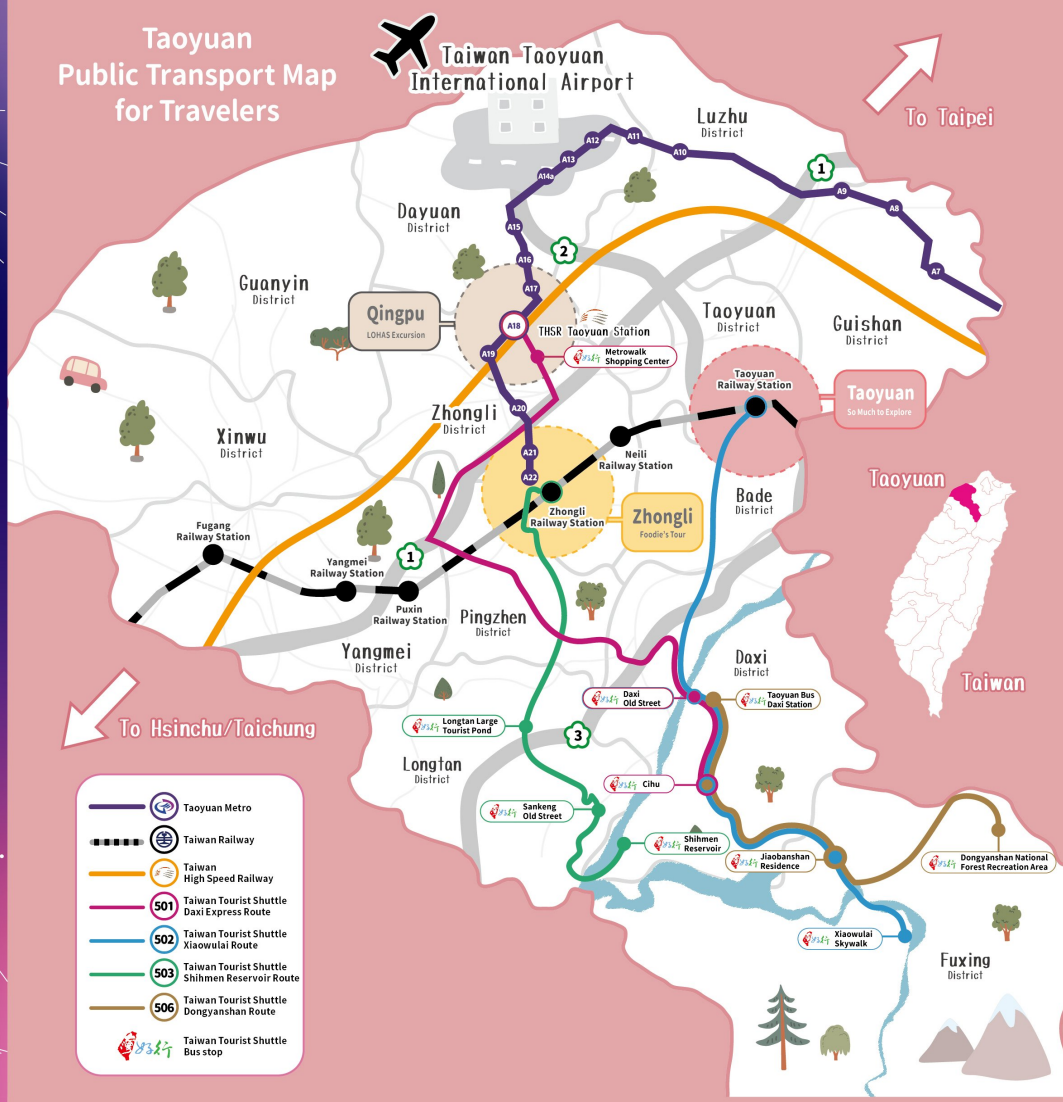 Taoyuan
Public Transport Map
for Travelers
Taiwan Taoyuan
International Airport
To Taipei
Luzhu
District
A12
A11
A10
A13
A14a
1
A9
A8
A7
Dayuan
District
A15
A16
A17
2
Guanyin
District
Qingpu
LOHAS Excursion
A18
THSR Taoyuan Station
Taoyuan
District
Guishan
District
A19
Metrowalk
Shopping Center
Taoyuan
Railway Station
Taoyuan
So Much to Explore
A20
Zhongli
District
Xinwu
District
A21
A22
Neili
Railway Station
Zhongli
Railway Station
Zhongli
Foodie's Tour
Bade
District
Taoyuan
Taiwan
Fugang
Railway Station
Yangmei
Railway Station
1
Puxin
Railway Station
Pingzhen
District
Yangmei
District
Daxi
District
To Hsinchu/Taichung
Daxi
Old Street
Taoyuan Bus
Daxi Station
Longtan Large
Tourist Pond
3
Longtan
District
Cihu
Sankeng
Old Street
Shihmen
Reservoir
Jiaobanshan
Residence
Dongyanshan National
Forest Recreation Area
Xiaowulai
Skywalk
Fuxing
District
Taoyuan Metro
Taiwan Railway
Taiwan
High Speed Railway
501 Taiwan Tourist Shuttle
Daxi Express Route
502 Taiwan Tourist Shuttle
Xiaowulai Route
503 Taiwan Tourist Shuttle
Shihmen Reservoir Route
506 Taiwan Tourist Shuttle
Dongyanshan Route
Taiwan Tourist Shuttle
Bus stop